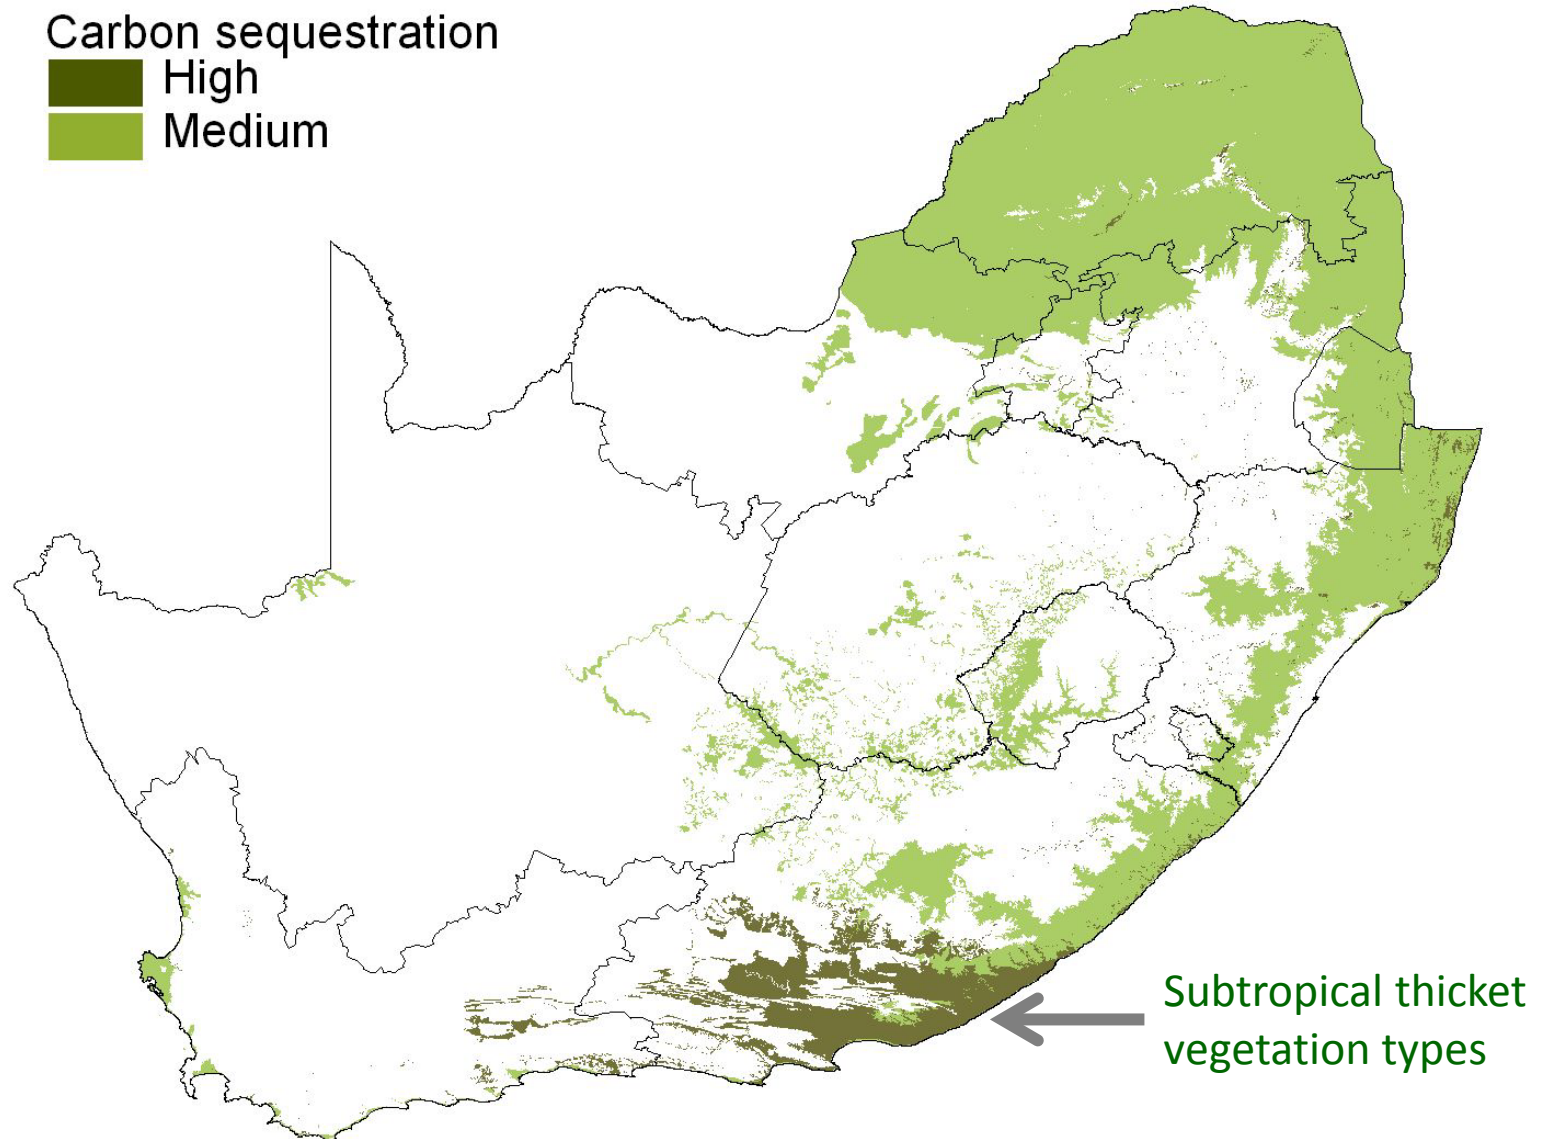 Carbon sequestration
High
Medium
Subtropical thicket
vegetation types